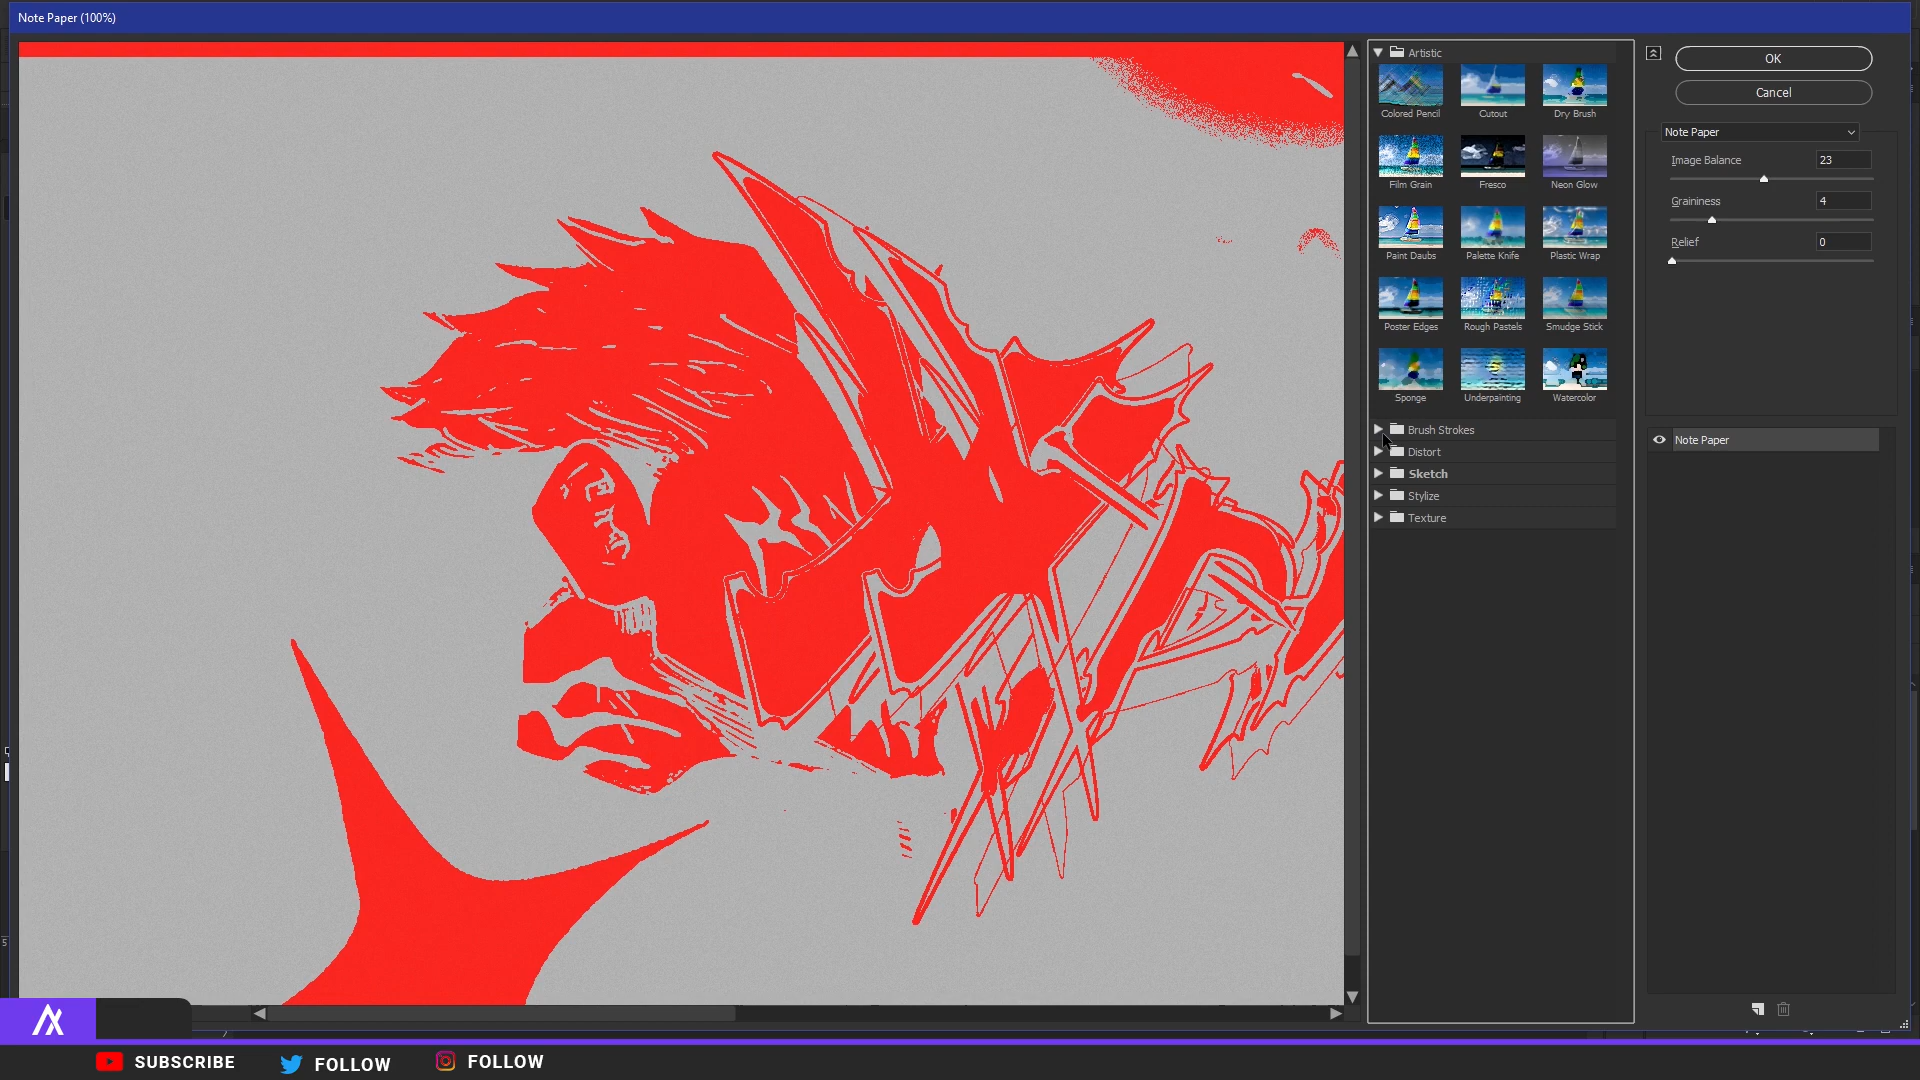 Note Paper (100%)
Artistic
Colored Pencil
Cutout
Dry Brush
Film Grain
Fresco
Neon Glow
Paint Daubs
Palette Knife
Plastic Wrap
Poster Edges
Rough Pastels
Smudge Stick
Sponge
Underpainting
Watercolor
Brush Strokes
Distort
Sketch
Stylize
Texture
OK
Cancel
Note Paper
Image Balance 23
Graininess 4
Relief 0
Note Paper
5
SUBSCRIBE
FOLLOW
FOLLOW